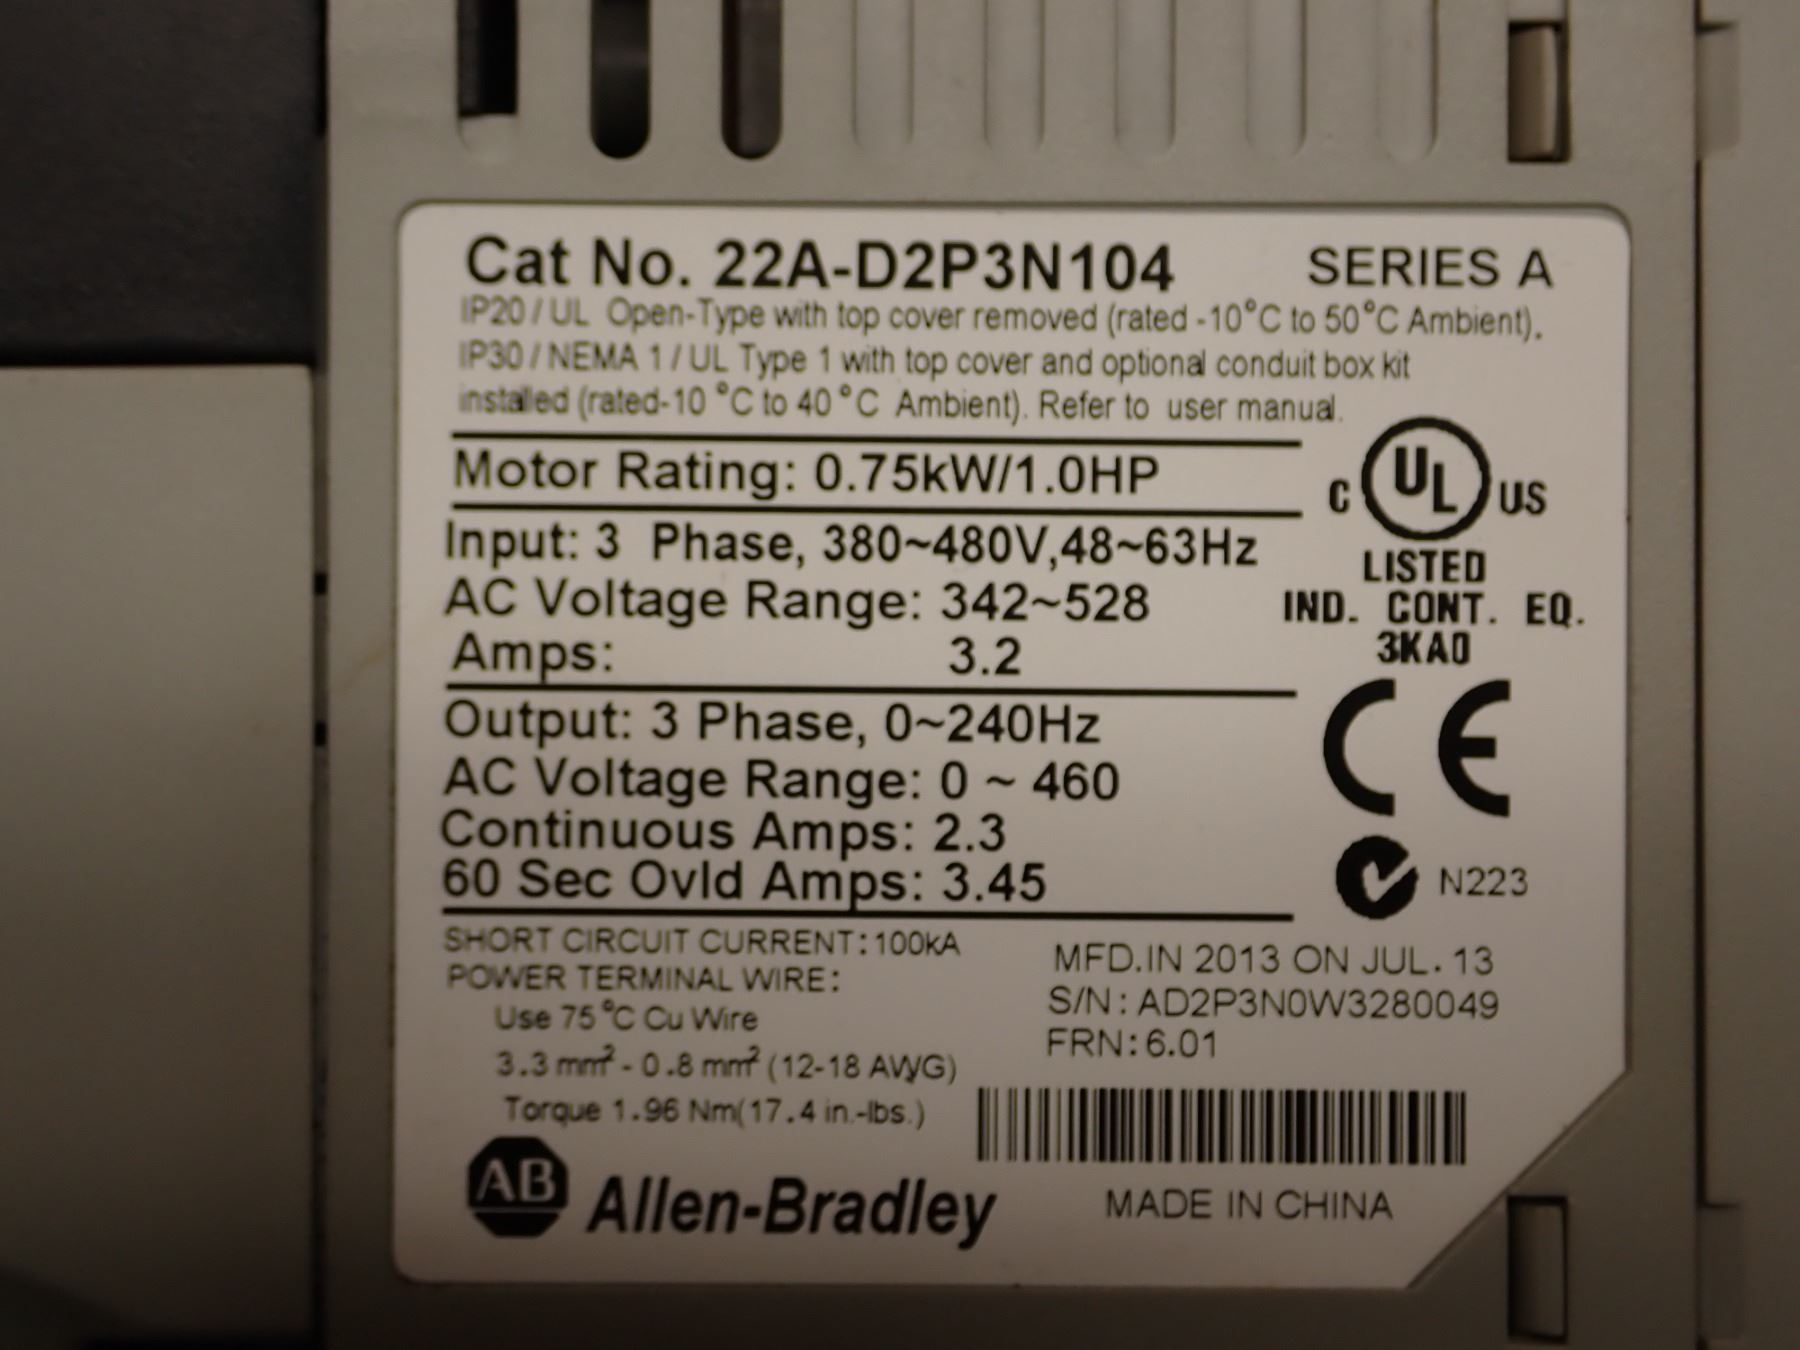 Cat No. 22A-D2P3N104 SERIES A
IP20 / UL Open-Type with top cover removed (rated -10°C to 50°C Ambient).
IP30 / NEMA 1 / UL Type 1 with top cover and optional conduit box kit
installed (rated-10 °C to 40 °C Ambient). Refer to user manual.
Motor Rating: 0.75kW/1.0HP
Input: 3 Phase, 380~480V,48~63Hz
AC Voltage Range: 342~528
Amps: 3.2
Output: 3 Phase, 0~240Hz
AC Voltage Range: 0 ~ 460
Continuous Amps: 2.3
60 Sec Ovld Amps: 3.45
C UL US
LISTED
IND. CONT. EQ.
3KA0
CE
N223
SHORT CIRCUIT CURRENT: 100kA
POWER TERMINAL WIRE:
Use 75 °C Cu Wire
3.3 mm² - 0.8 mm² (12-18 AWG)
Torque 1.96 Nm(17.4 in.-lbs.)
MFD.IN 2013 ON JUL. 13
S/N: AD2P3N0W3280049
FRN: 6.01
AB Allen-Bradley
MADE IN CHINA